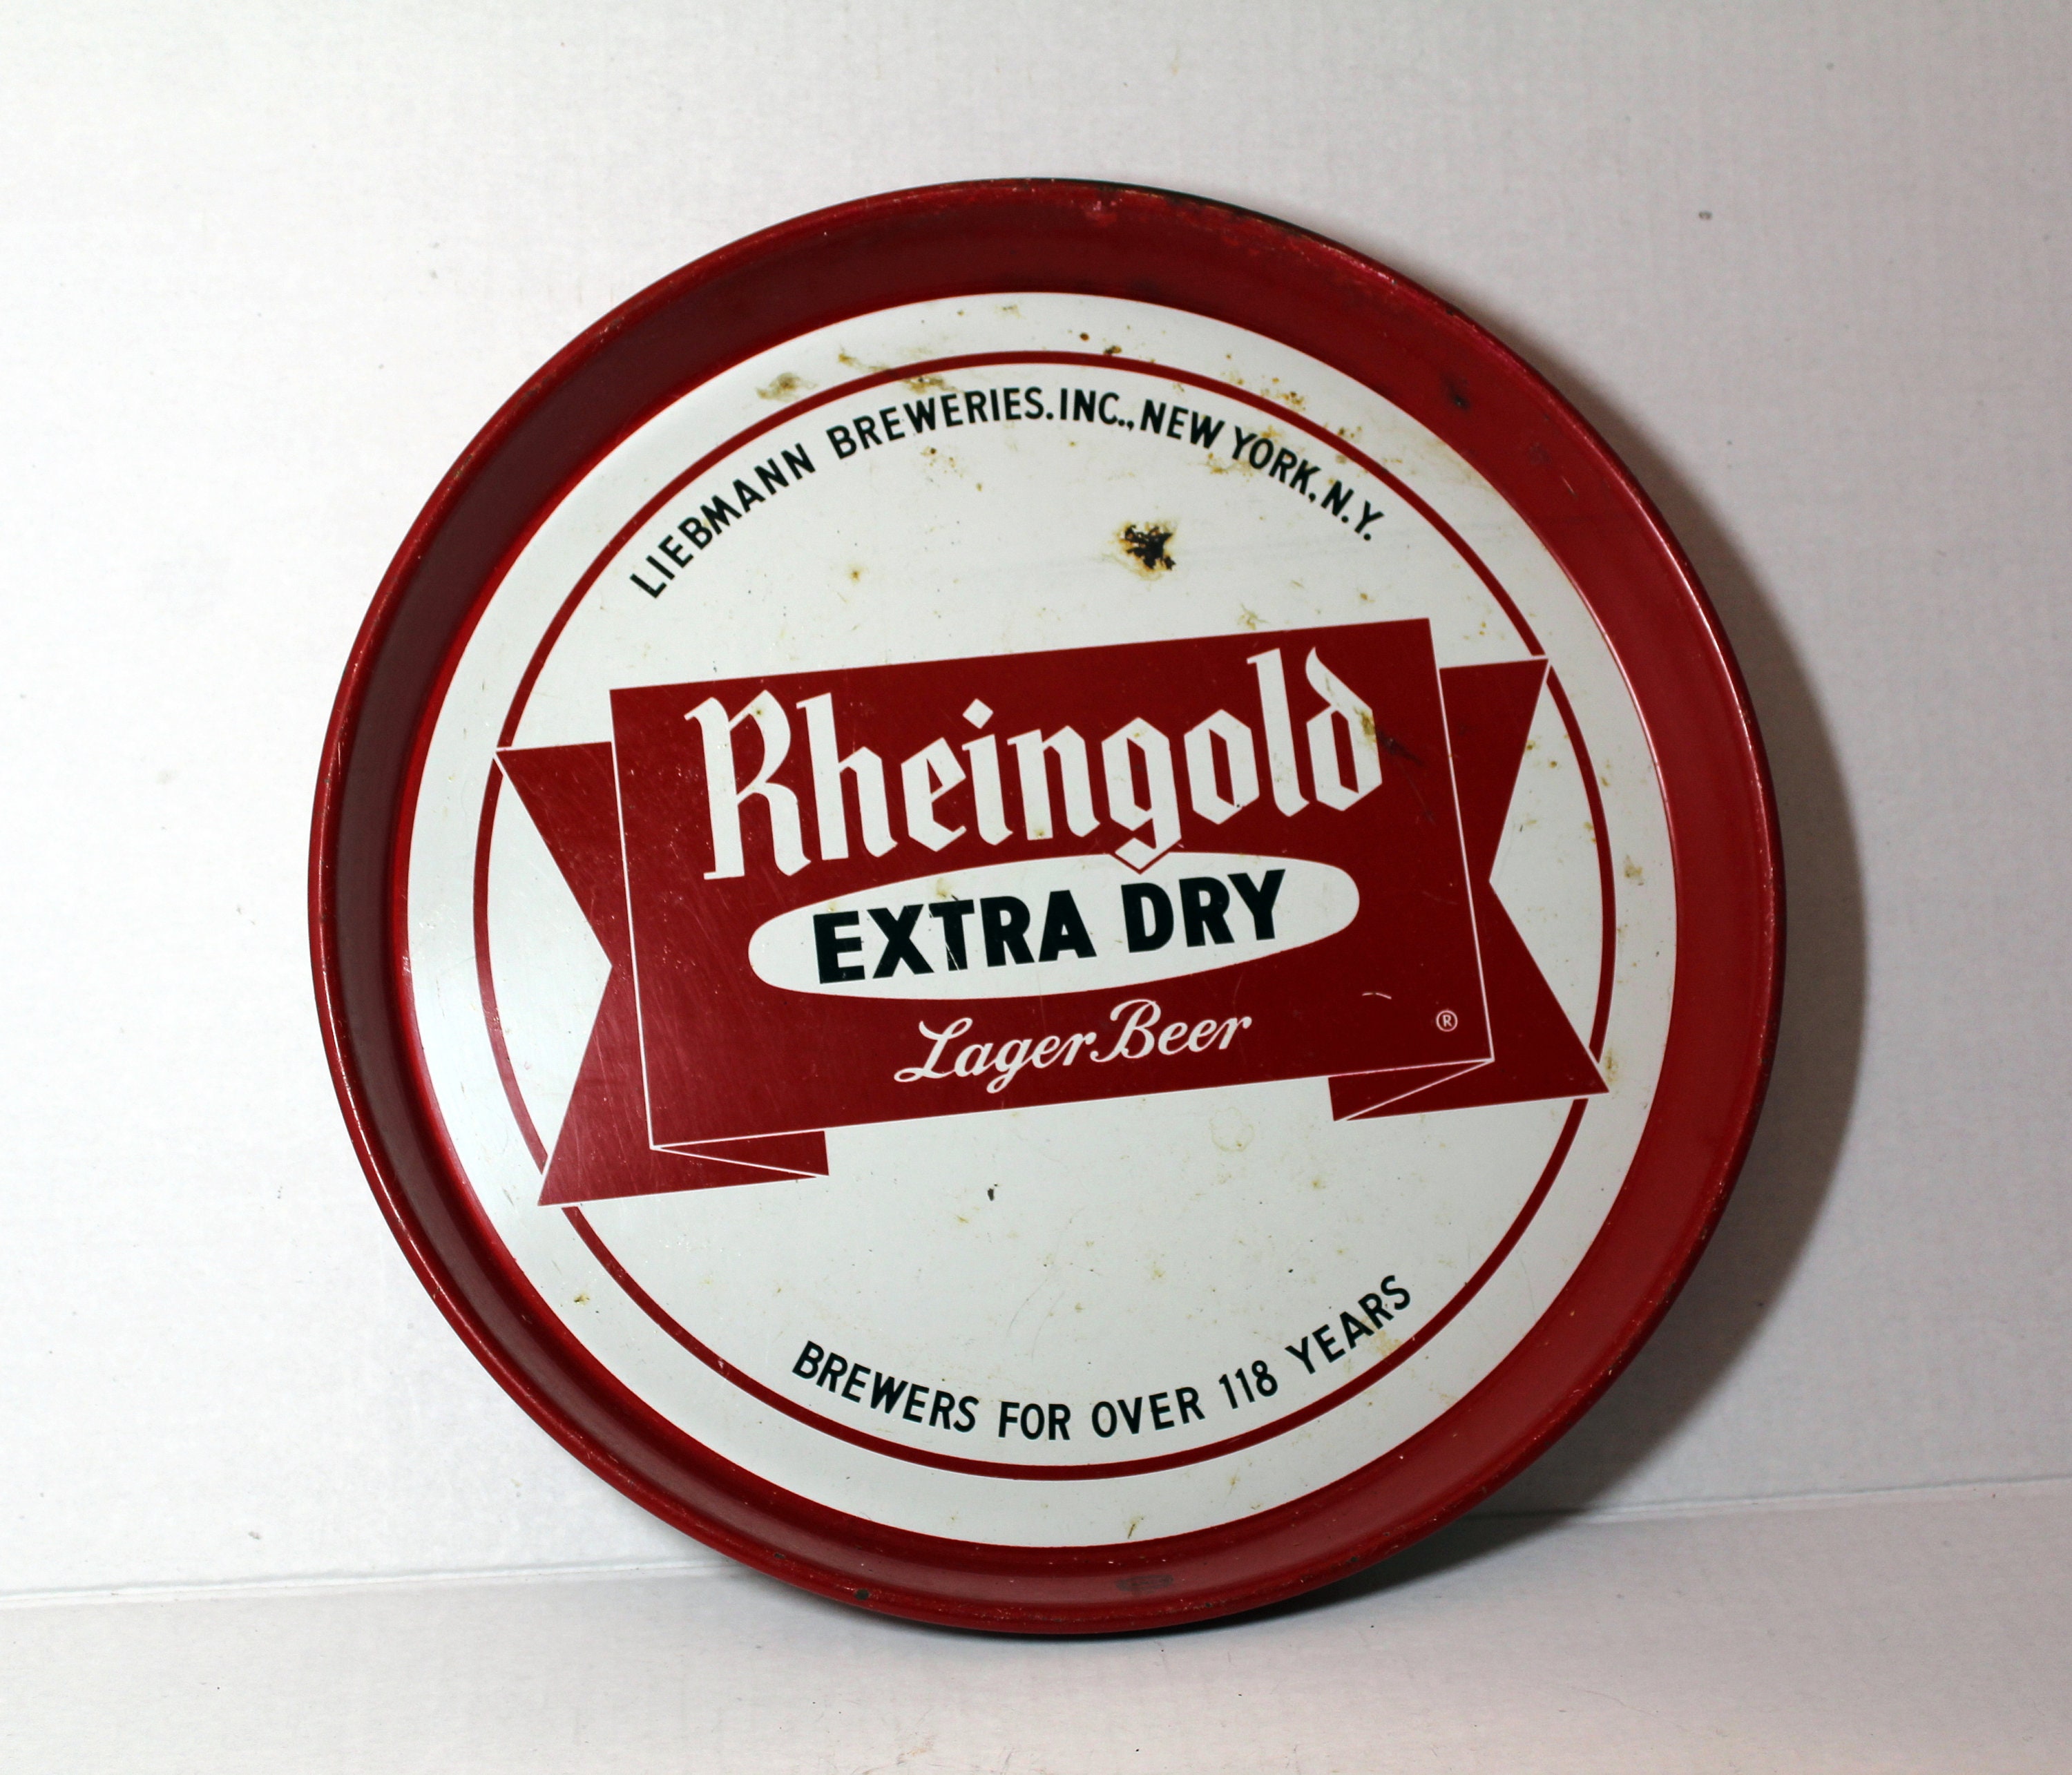 LIEBMANN BREWERIES.INC., NEW YORK, N.Y.
Rheingold
EXTRA DRY
Lager Beer
®
BREWERS FOR OVER 118 YEARS